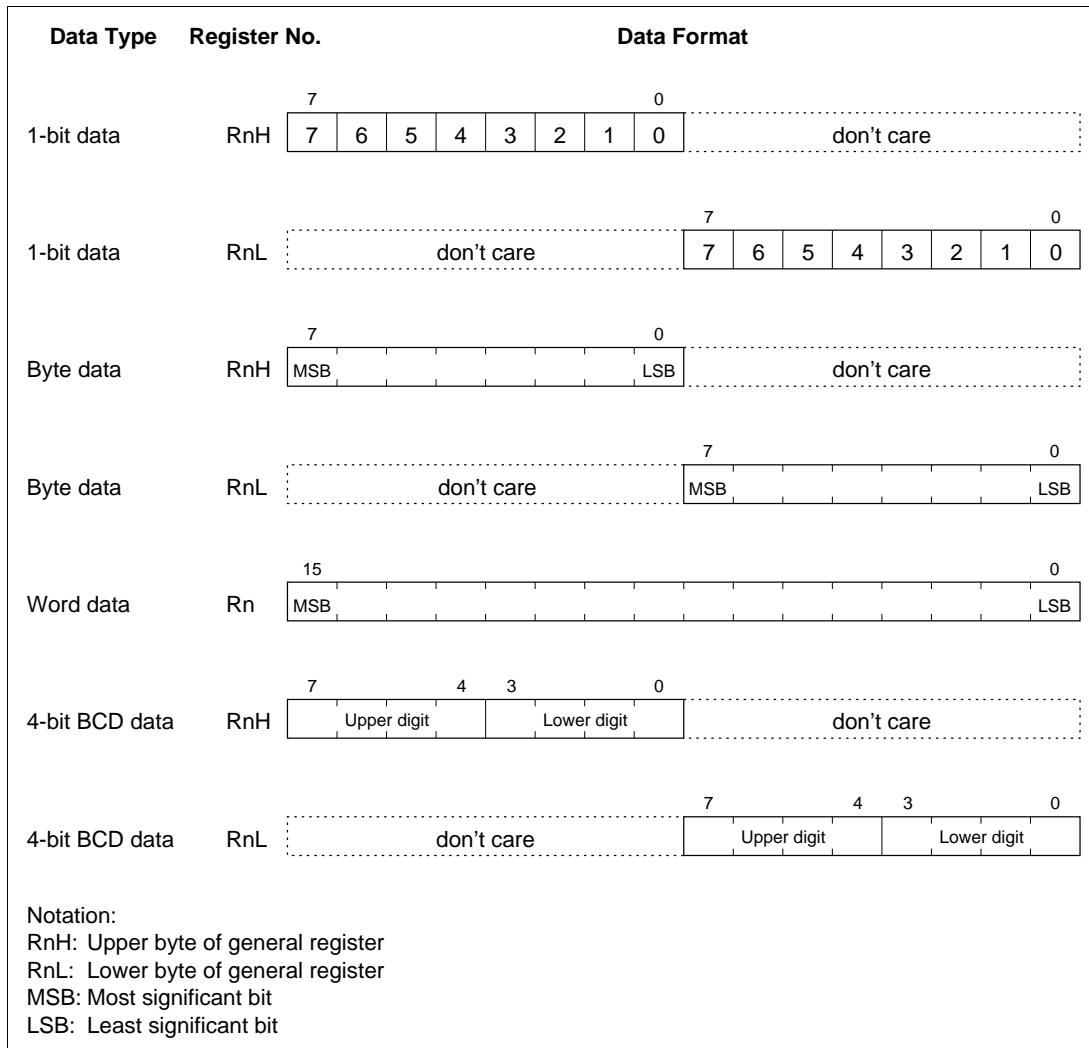 Data Type Register No. Data Format
7 0
1-bit data RnH 7 6 5 4 3 2 1 0 don't care
7 0
1-bit data RnL don't care 7 6 5 4 3 2 1 0
7 0
Byte data RnH MSB LSB don't care
7 0
Byte data RnL don't care MSB LSB
15 0
Word data Rn MSB LSB
7 4 3 0
4-bit BCD data RnH Upper digit Lower digit don't care
7 4 3 0
4-bit BCD data RnL don't care Upper digit Lower digit
Notation:
RnH: Upper byte of general register
RnL: Lower byte of general register
MSB: Most significant bit
LSB: Least significant bit